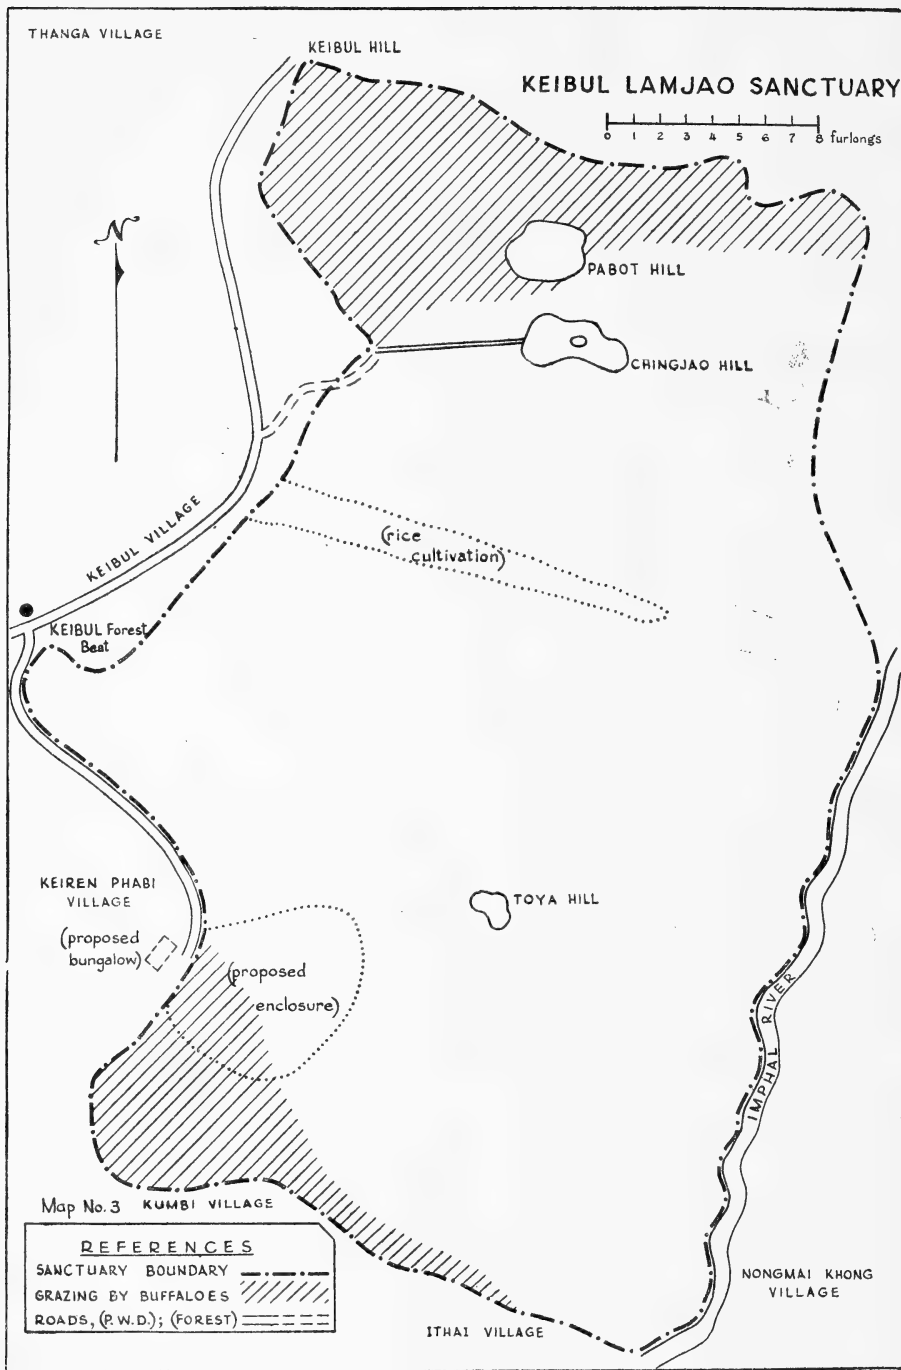 THANGA VILLAGE
KEIBUL HILL
KEIBUL LAMJAO SANCTUARY
0 1 2 3 4 5 6 7 8 furlongs
N
PABOT HILL
CHINGJAO HILL
KEIBUL VILLAGE
(rice
cultivation)
KEIBUL Forest
Beat
KEIREN PHABI
VILLAGE
(proposed
bungalow)
TOYA HILL
(proposed
enclosure)
IMPHAL RIVER
Map No. 3 KUMBI VILLAGE
REFERENCES
SANCTUARY BOUNDARY
GRAZING BY BUFFALOES
ROADS, (P.W.D.); (FOREST)
ITHAI VILLAGE
NONGMAI KHONG
VILLAGE